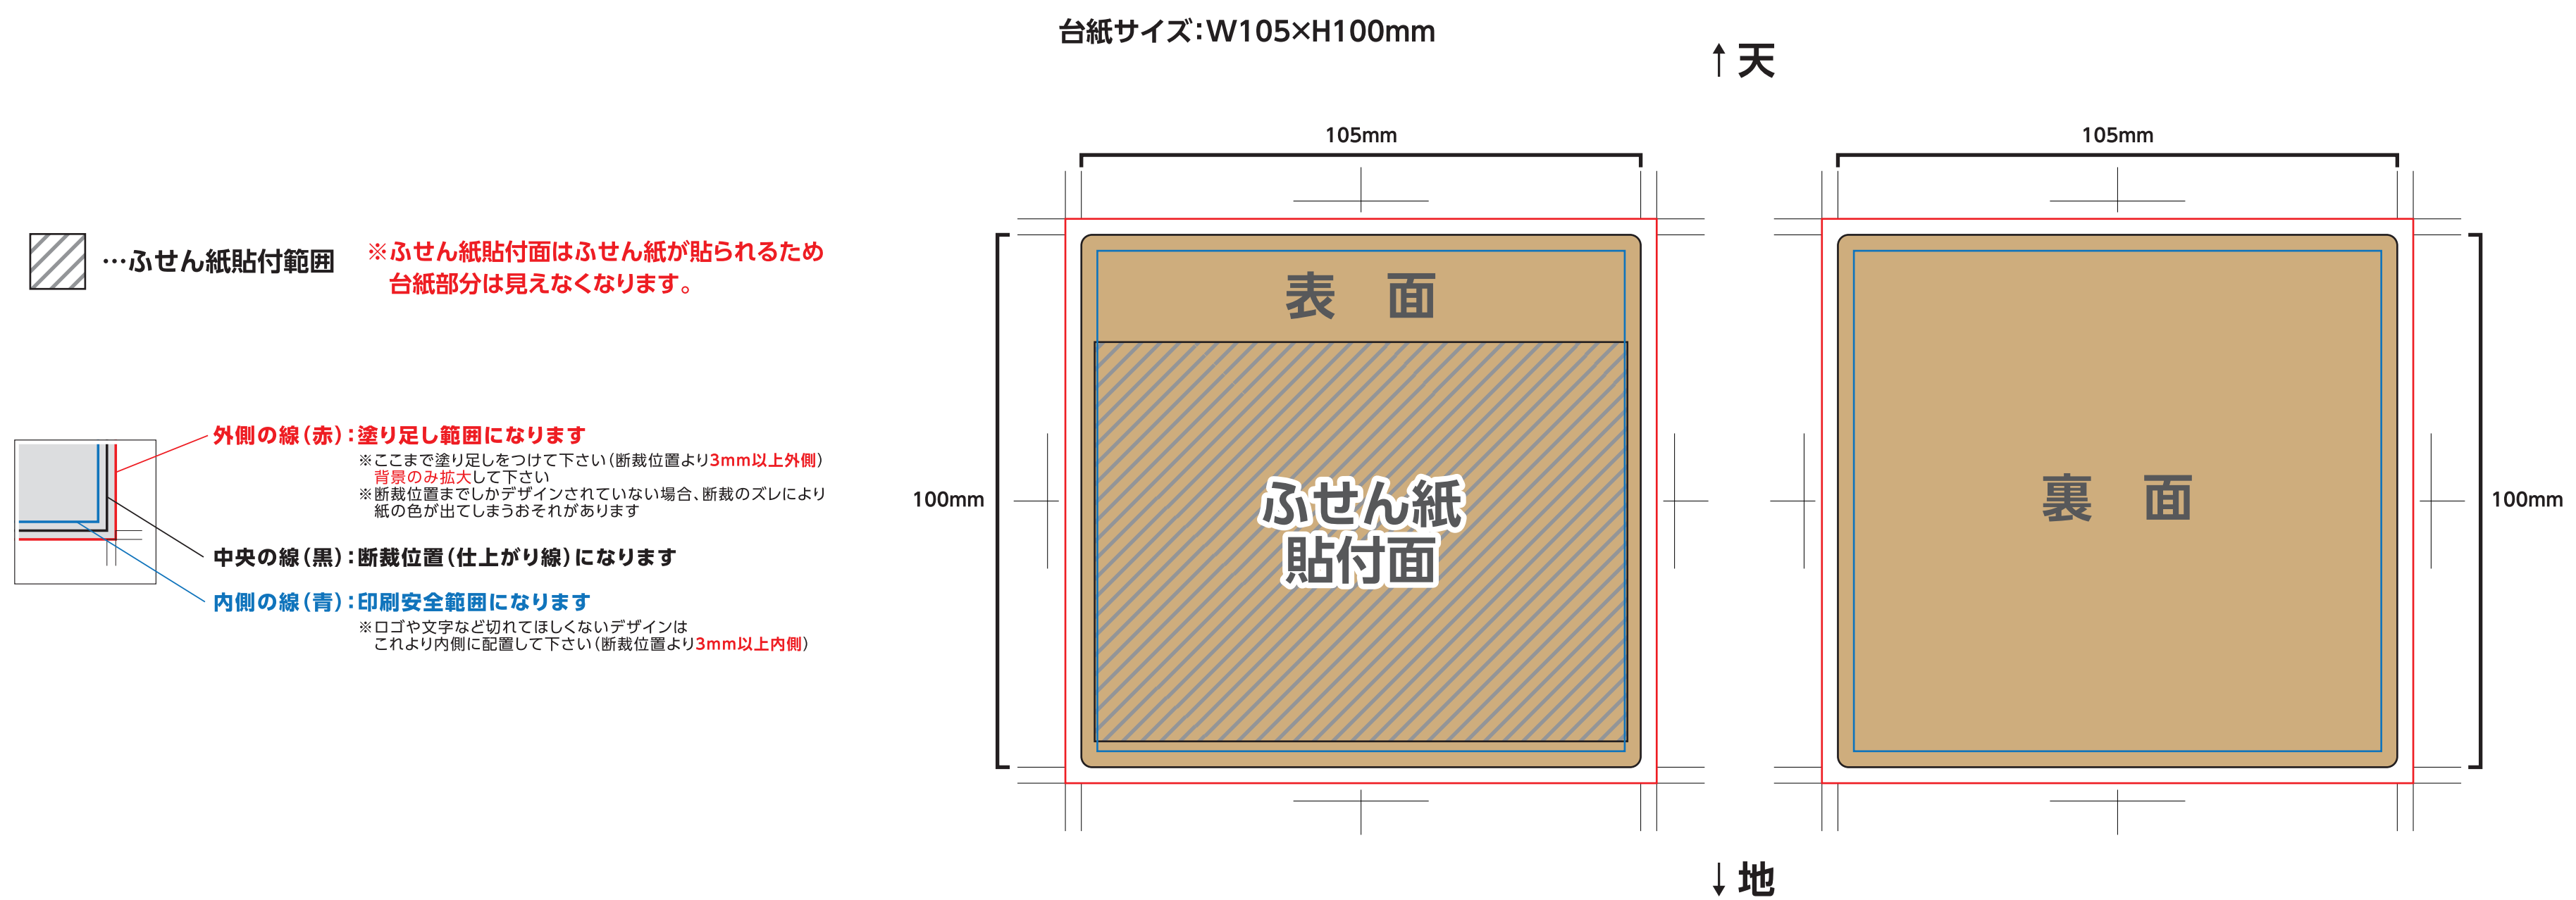 台紙サイズ：W105×H100mm
↑天
…ふせん紙貼付範囲
※ふせん紙貼付面はふせん紙が貼られるため
台紙部分は見えなくなります。
外側の線（赤）：塗り足し範囲になります
※ここまで塗り足しをつけて下さい（断裁位置より3mm以上外側）
背景のみ拡大して下さい
※断裁位置までしかデザインされていない場合、断裁のズレにより
紙の色が出てしまうおそれがあります
中央の線（黒）：断裁位置（仕上がり線）になります
内側の線（青）：印刷安全範囲になります
※ロゴや文字など切れてほしくないデザインは
これより内側に配置して下さい（断裁位置より3mm以上内側）
105mm
100mm
表　面
ふせん紙
貼付面
105mm
裏　面
100mm
↓地